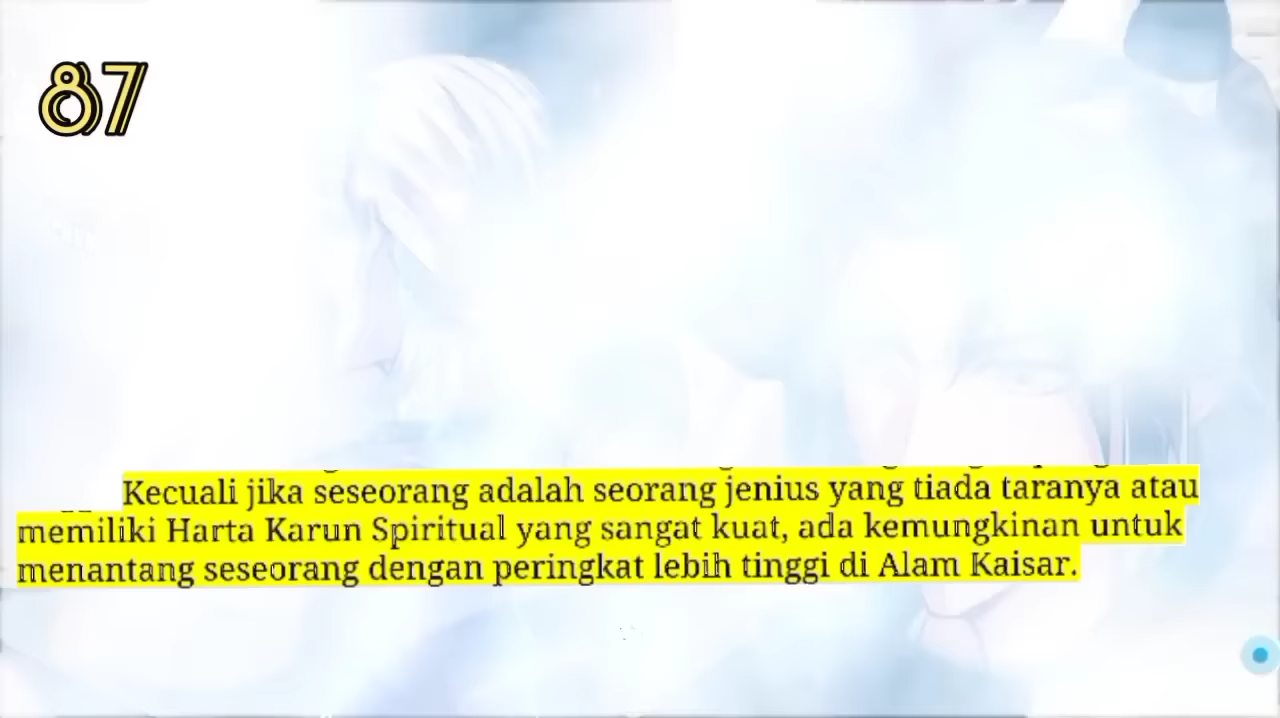 87
Kecuali jika seseorang adalah seorang jenius yang tiada taranya atau
memiliki Harta Karun Spiritual yang sangat kuat, ada kemungkinan untuk
menantang seseorang dengan peringkat lebih tinggi di Alam Kaisar.